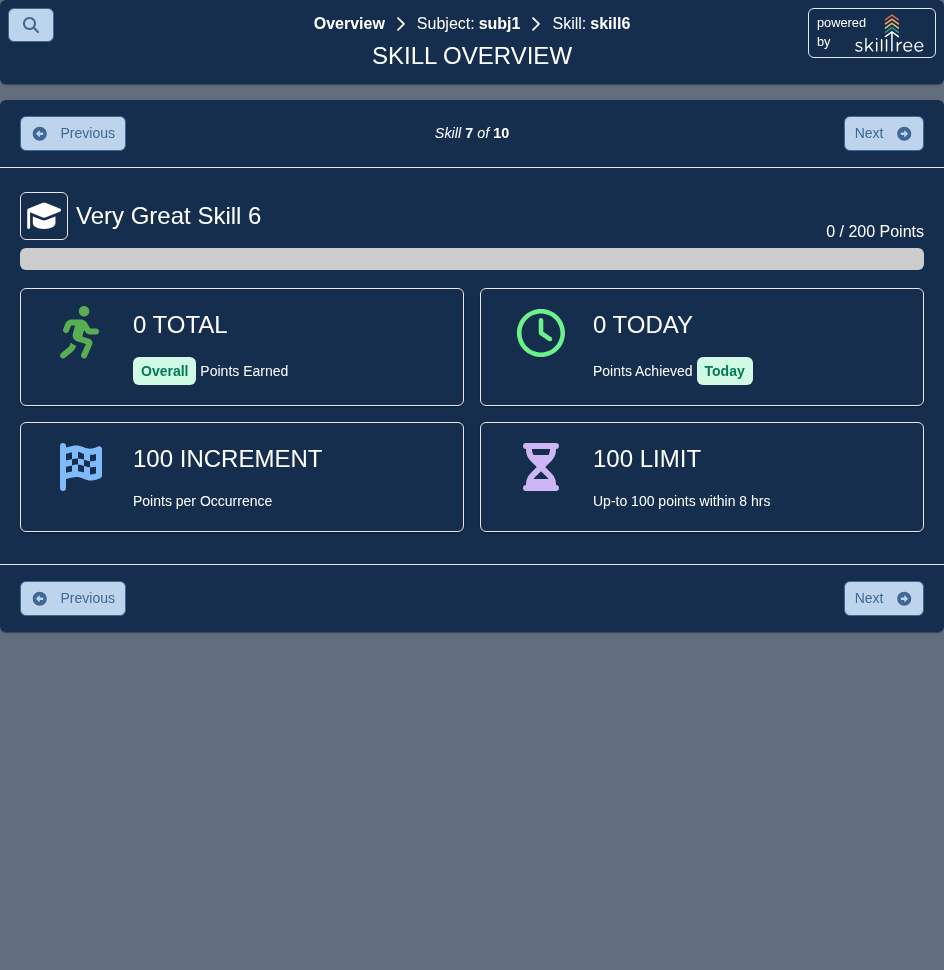 Overview > Subject: subj1 > Skill: skill6
SKILL OVERVIEW
powered
by skilltree
Previous
Skill 7 of 10
Next
Very Great Skill 6
0 / 200 Points
0 TOTAL
Overall Points Earned
0 TODAY
Points Achieved Today
100 INCREMENT
Points per Occurrence
100 LIMIT
Up-to 100 points within 8 hrs
Previous
Next